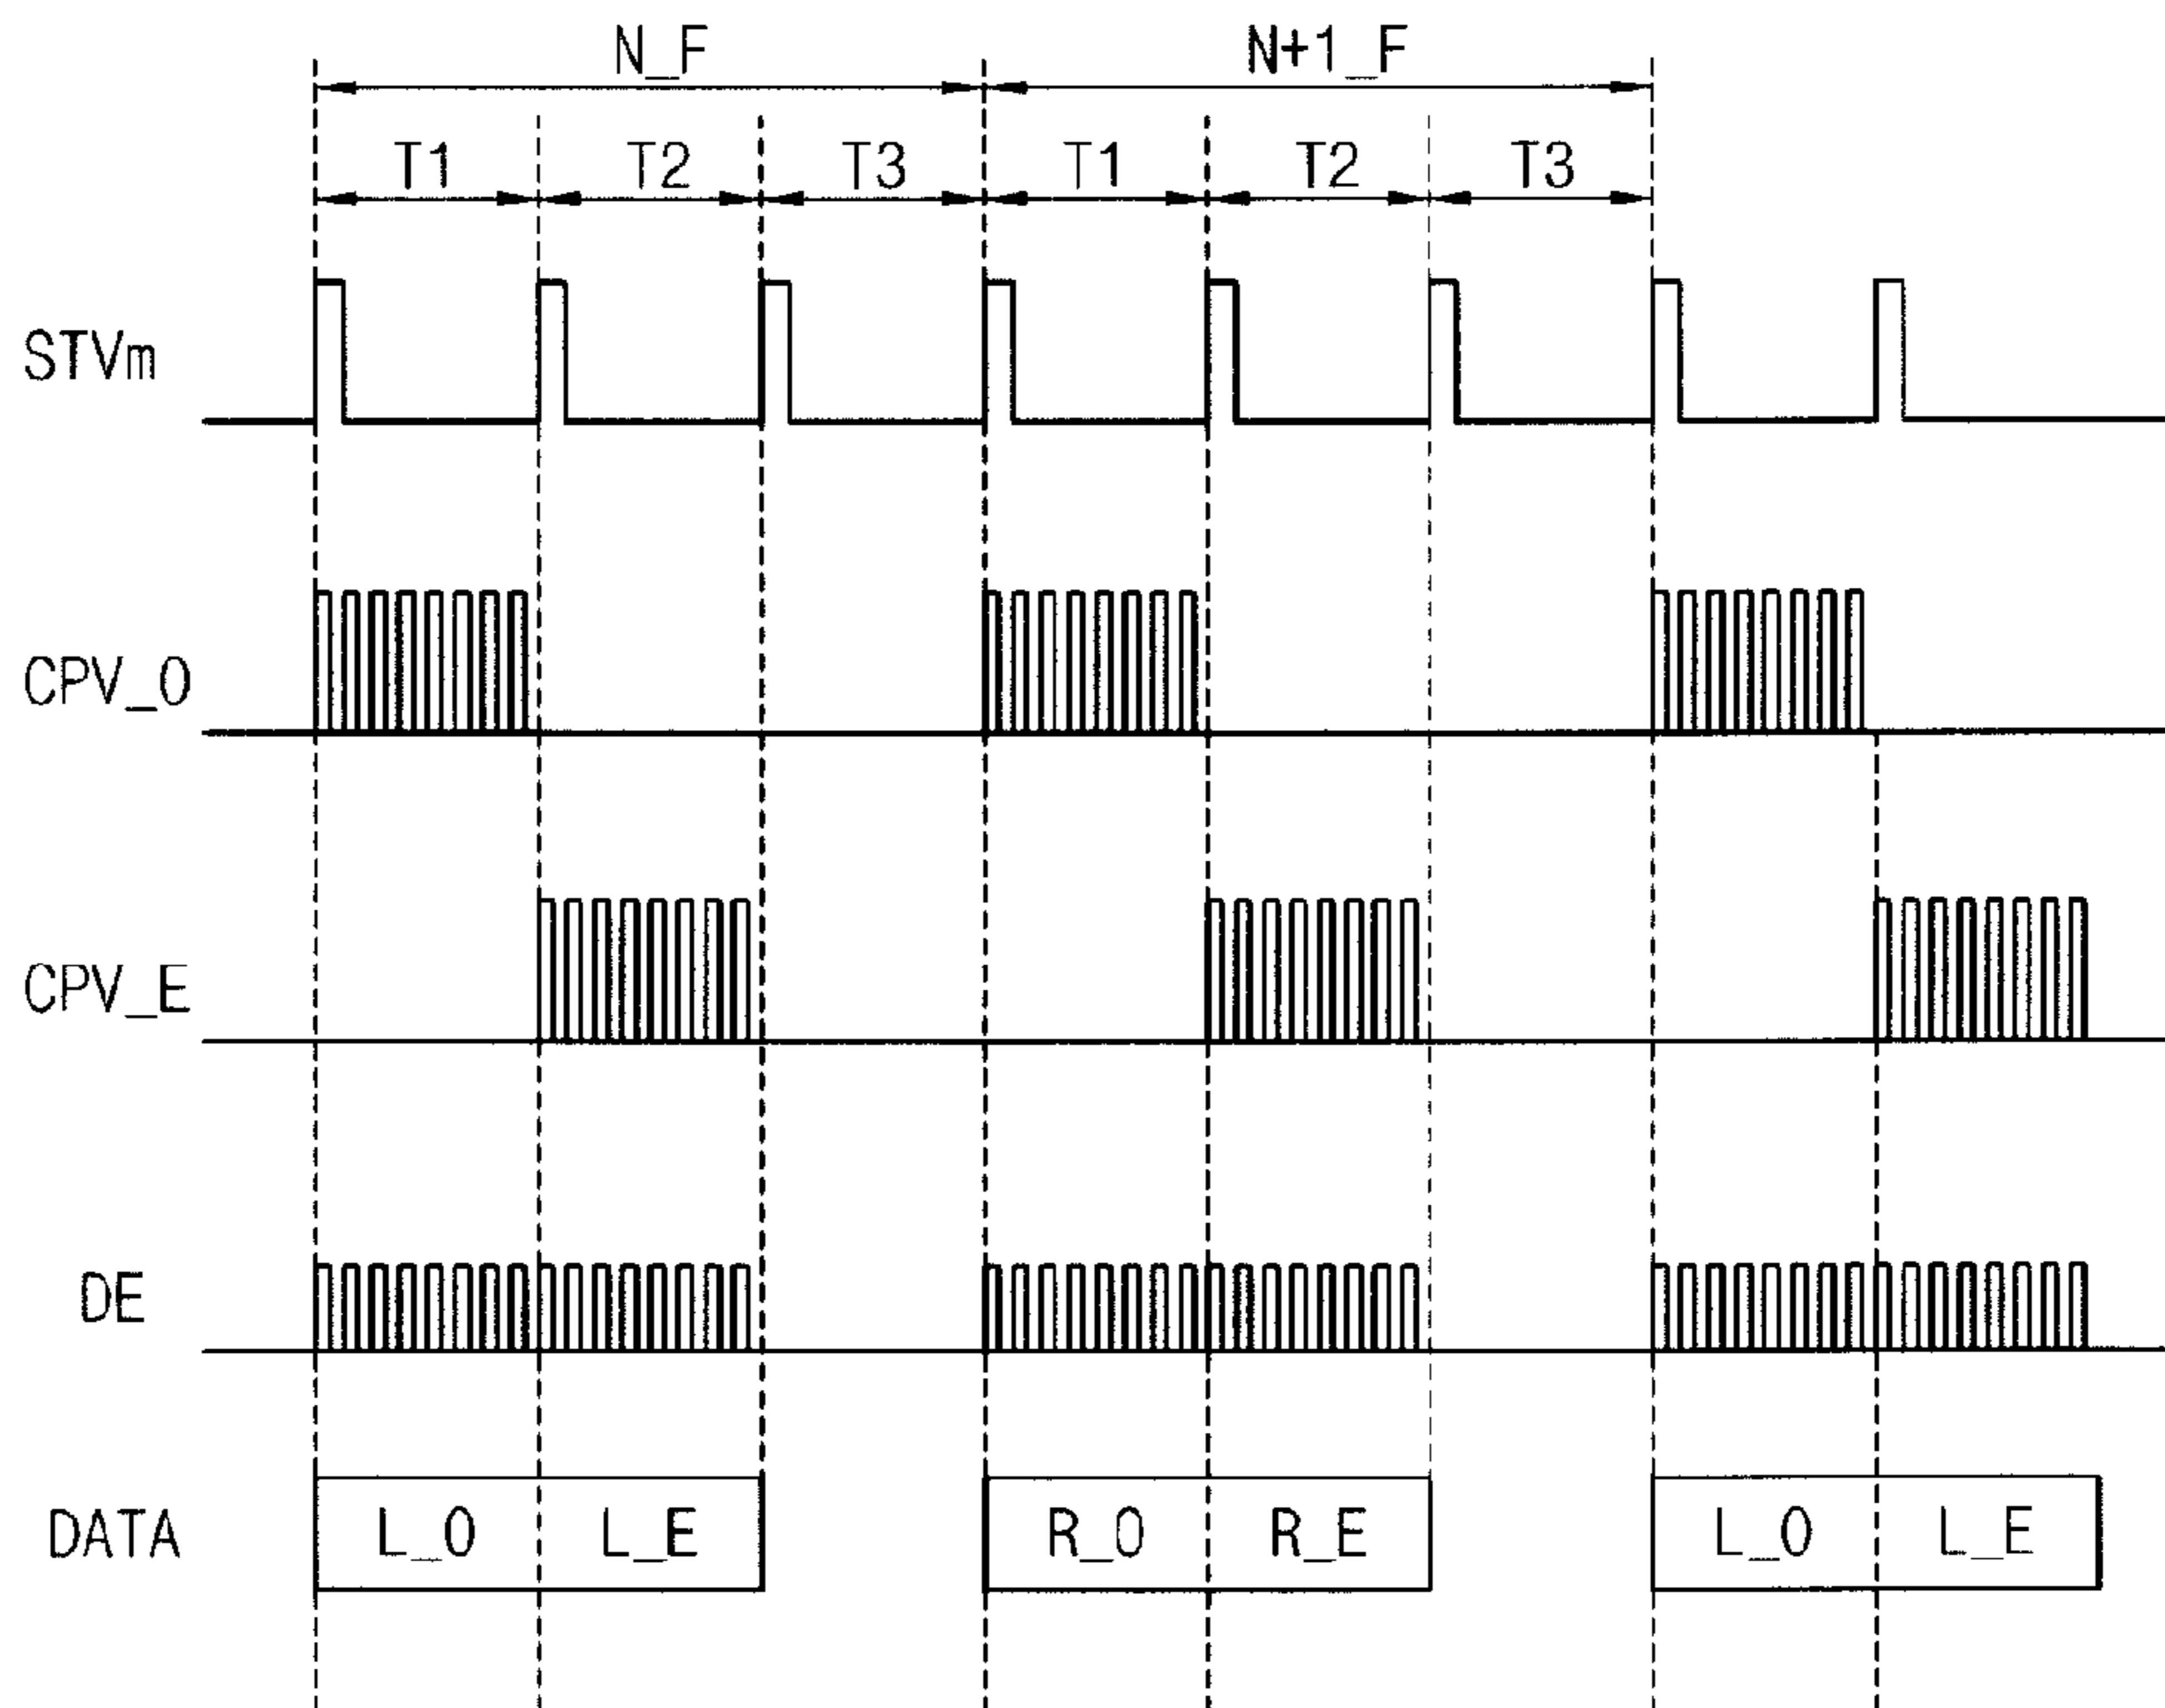 N_F N+1_F
T1 T2 T3 T1 T2 T3
STVm
CPV_O
CPV_E
DE
DATA L_O L_E R_O R_E L_O L_E